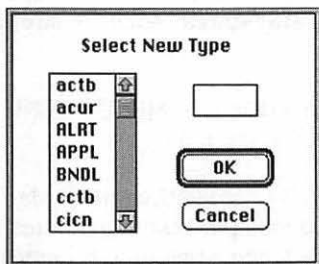 Select New Type
actb
acur
ALRT
APPL
BNDL
cctb
cicn
OK
Cancel